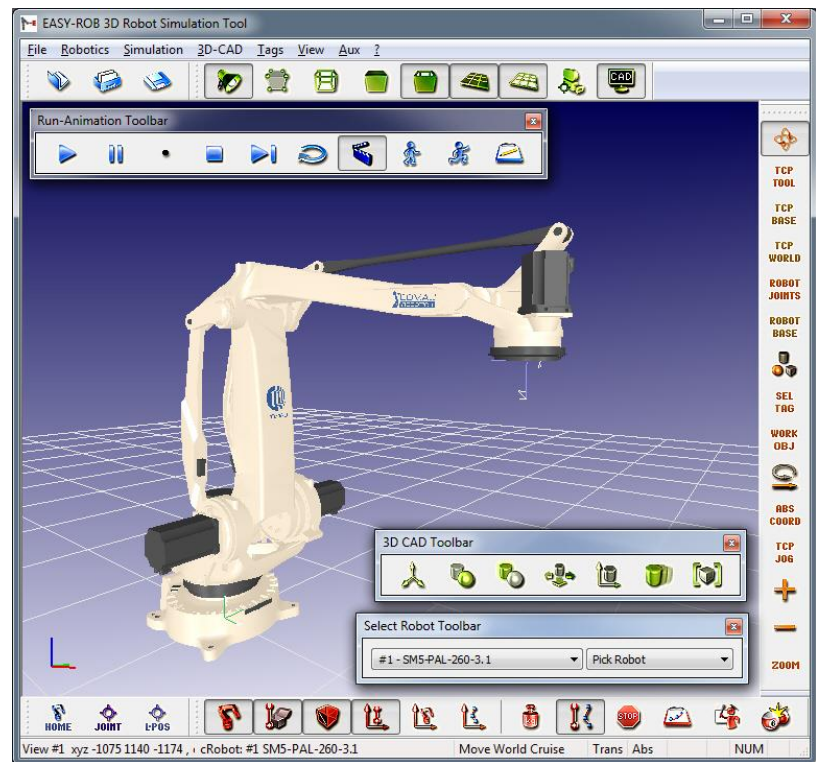 EASY-ROB 3D Robot Simulation Tool
File Robotics Simulation 3D-CAD Tags View Aux ?
CAD
Run-Animation Toolbar
TCP
TOOL
TCP
BASE
TCP
WORLD
ROBOT
JOINTS
ROBOT
BASE
SEL
TAG
WORK
OBJ
ABS
COORD
TCP
JOG
ZOOM
COMAU
3D CAD Toolbar
Select Robot Toolbar
#1 - SM5-PAL-260-3.1 Pick Robot
HOME JOINT L-POS STOP
View #1 xyz -1075 1140 -1174 , cRobot: #1 SM5-PAL-260-3.1 Move World Cruise Trans Abs NUM